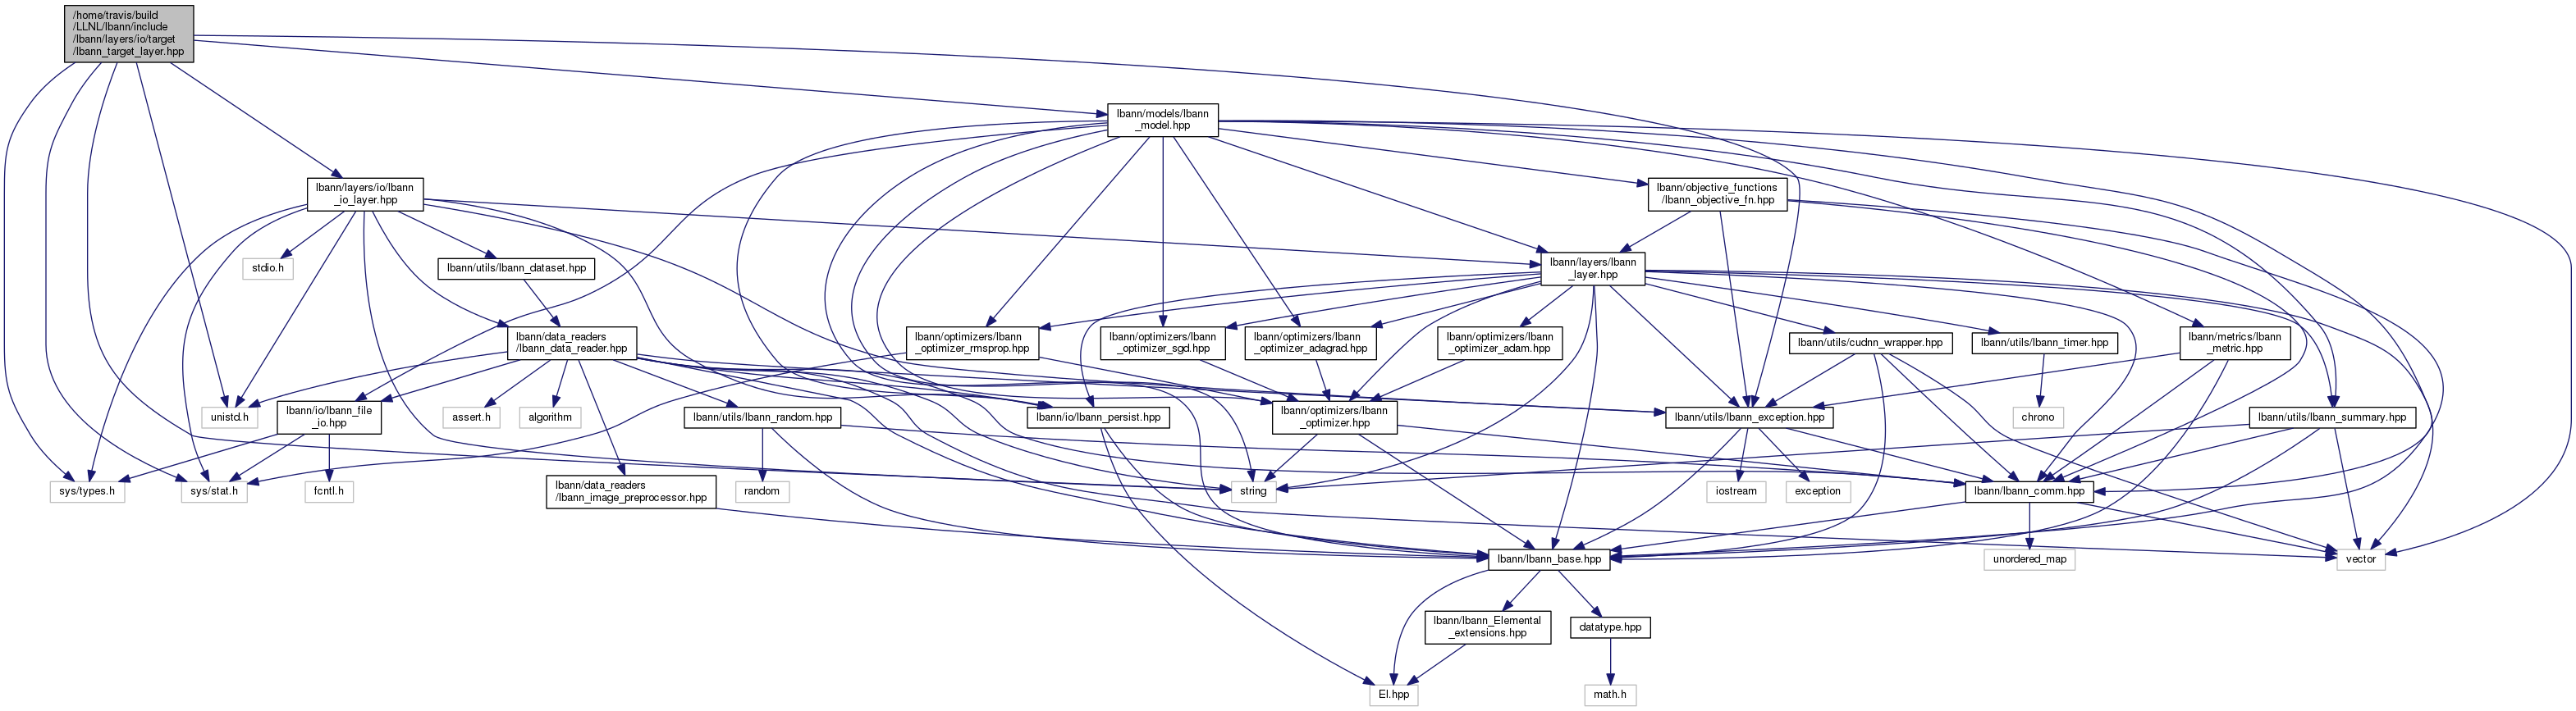 /home/travis/build
/LLNL/lbann/include
/lbann/layers/io/target
/lbann_target_layer.hpp
lbann/models/lbann
_model.hpp
lbann/layers/io/lbann
_io_layer.hpp
lbann/objective_functions
/lbann_objective_fn.hpp
stdio.h
lbann/utils/lbann_dataset.hpp
lbann/layers/lbann
_layer.hpp
lbann/data_readers
/lbann_data_reader.hpp
lbann/optimizers/lbann
_optimizer_rmsprop.hpp
lbann/optimizers/lbann
_optimizer_sgd.hpp
lbann/optimizers/lbann
_optimizer_adagrad.hpp
lbann/optimizers/lbann
_optimizer_adam.hpp
lbann/utils/cudnn_wrapper.hpp
lbann/utils/lbann_timer.hpp
lbann/metrics/lbann
_metric.hpp
unistd.h
lbann/io/lbann_file
_io.hpp
assert.h
algorithm
lbann/utils/lbann_random.hpp
lbann/io/lbann_persist.hpp
lbann/optimizers/lbann
_optimizer.hpp
lbann/utils/lbann_exception.hpp
chrono
lbann/utils/lbann_summary.hpp
sys/types.h
sys/stat.h
fcntl.h
lbann/data_readers
/lbann_image_preprocessor.hpp
random
string
iostream
exception
lbann/lbann_comm.hpp
lbann/lbann_base.hpp
unordered_map
vector
lbann/lbann_Elemental
_extensions.hpp
datatype.hpp
El.hpp
math.h